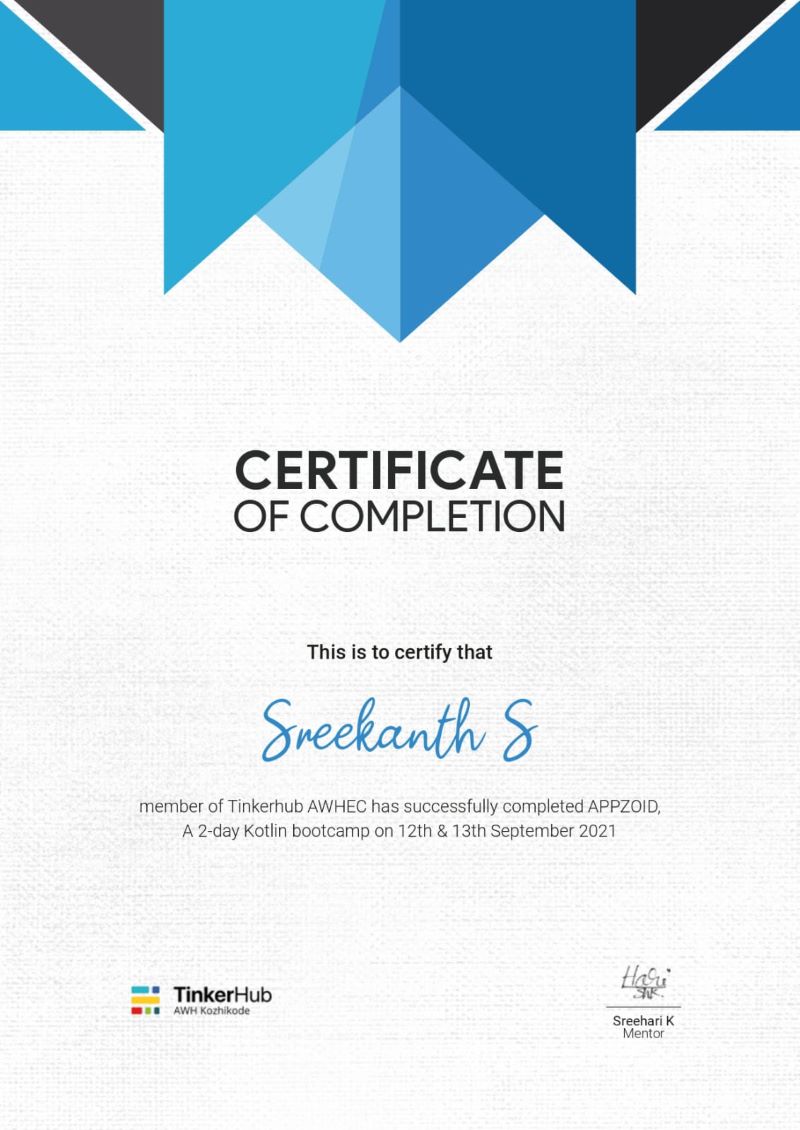 CERTIFICATE
OF COMPLETION
This is to certify that
Sreekanth S
member of Tinkerhub AWHEC has successfully completed APPZOID,
A 2-day Kotlin bootcamp on 12th & 13th September 2021
TinkerHub
AWH Kozhikode
Sreehari K
Mentor